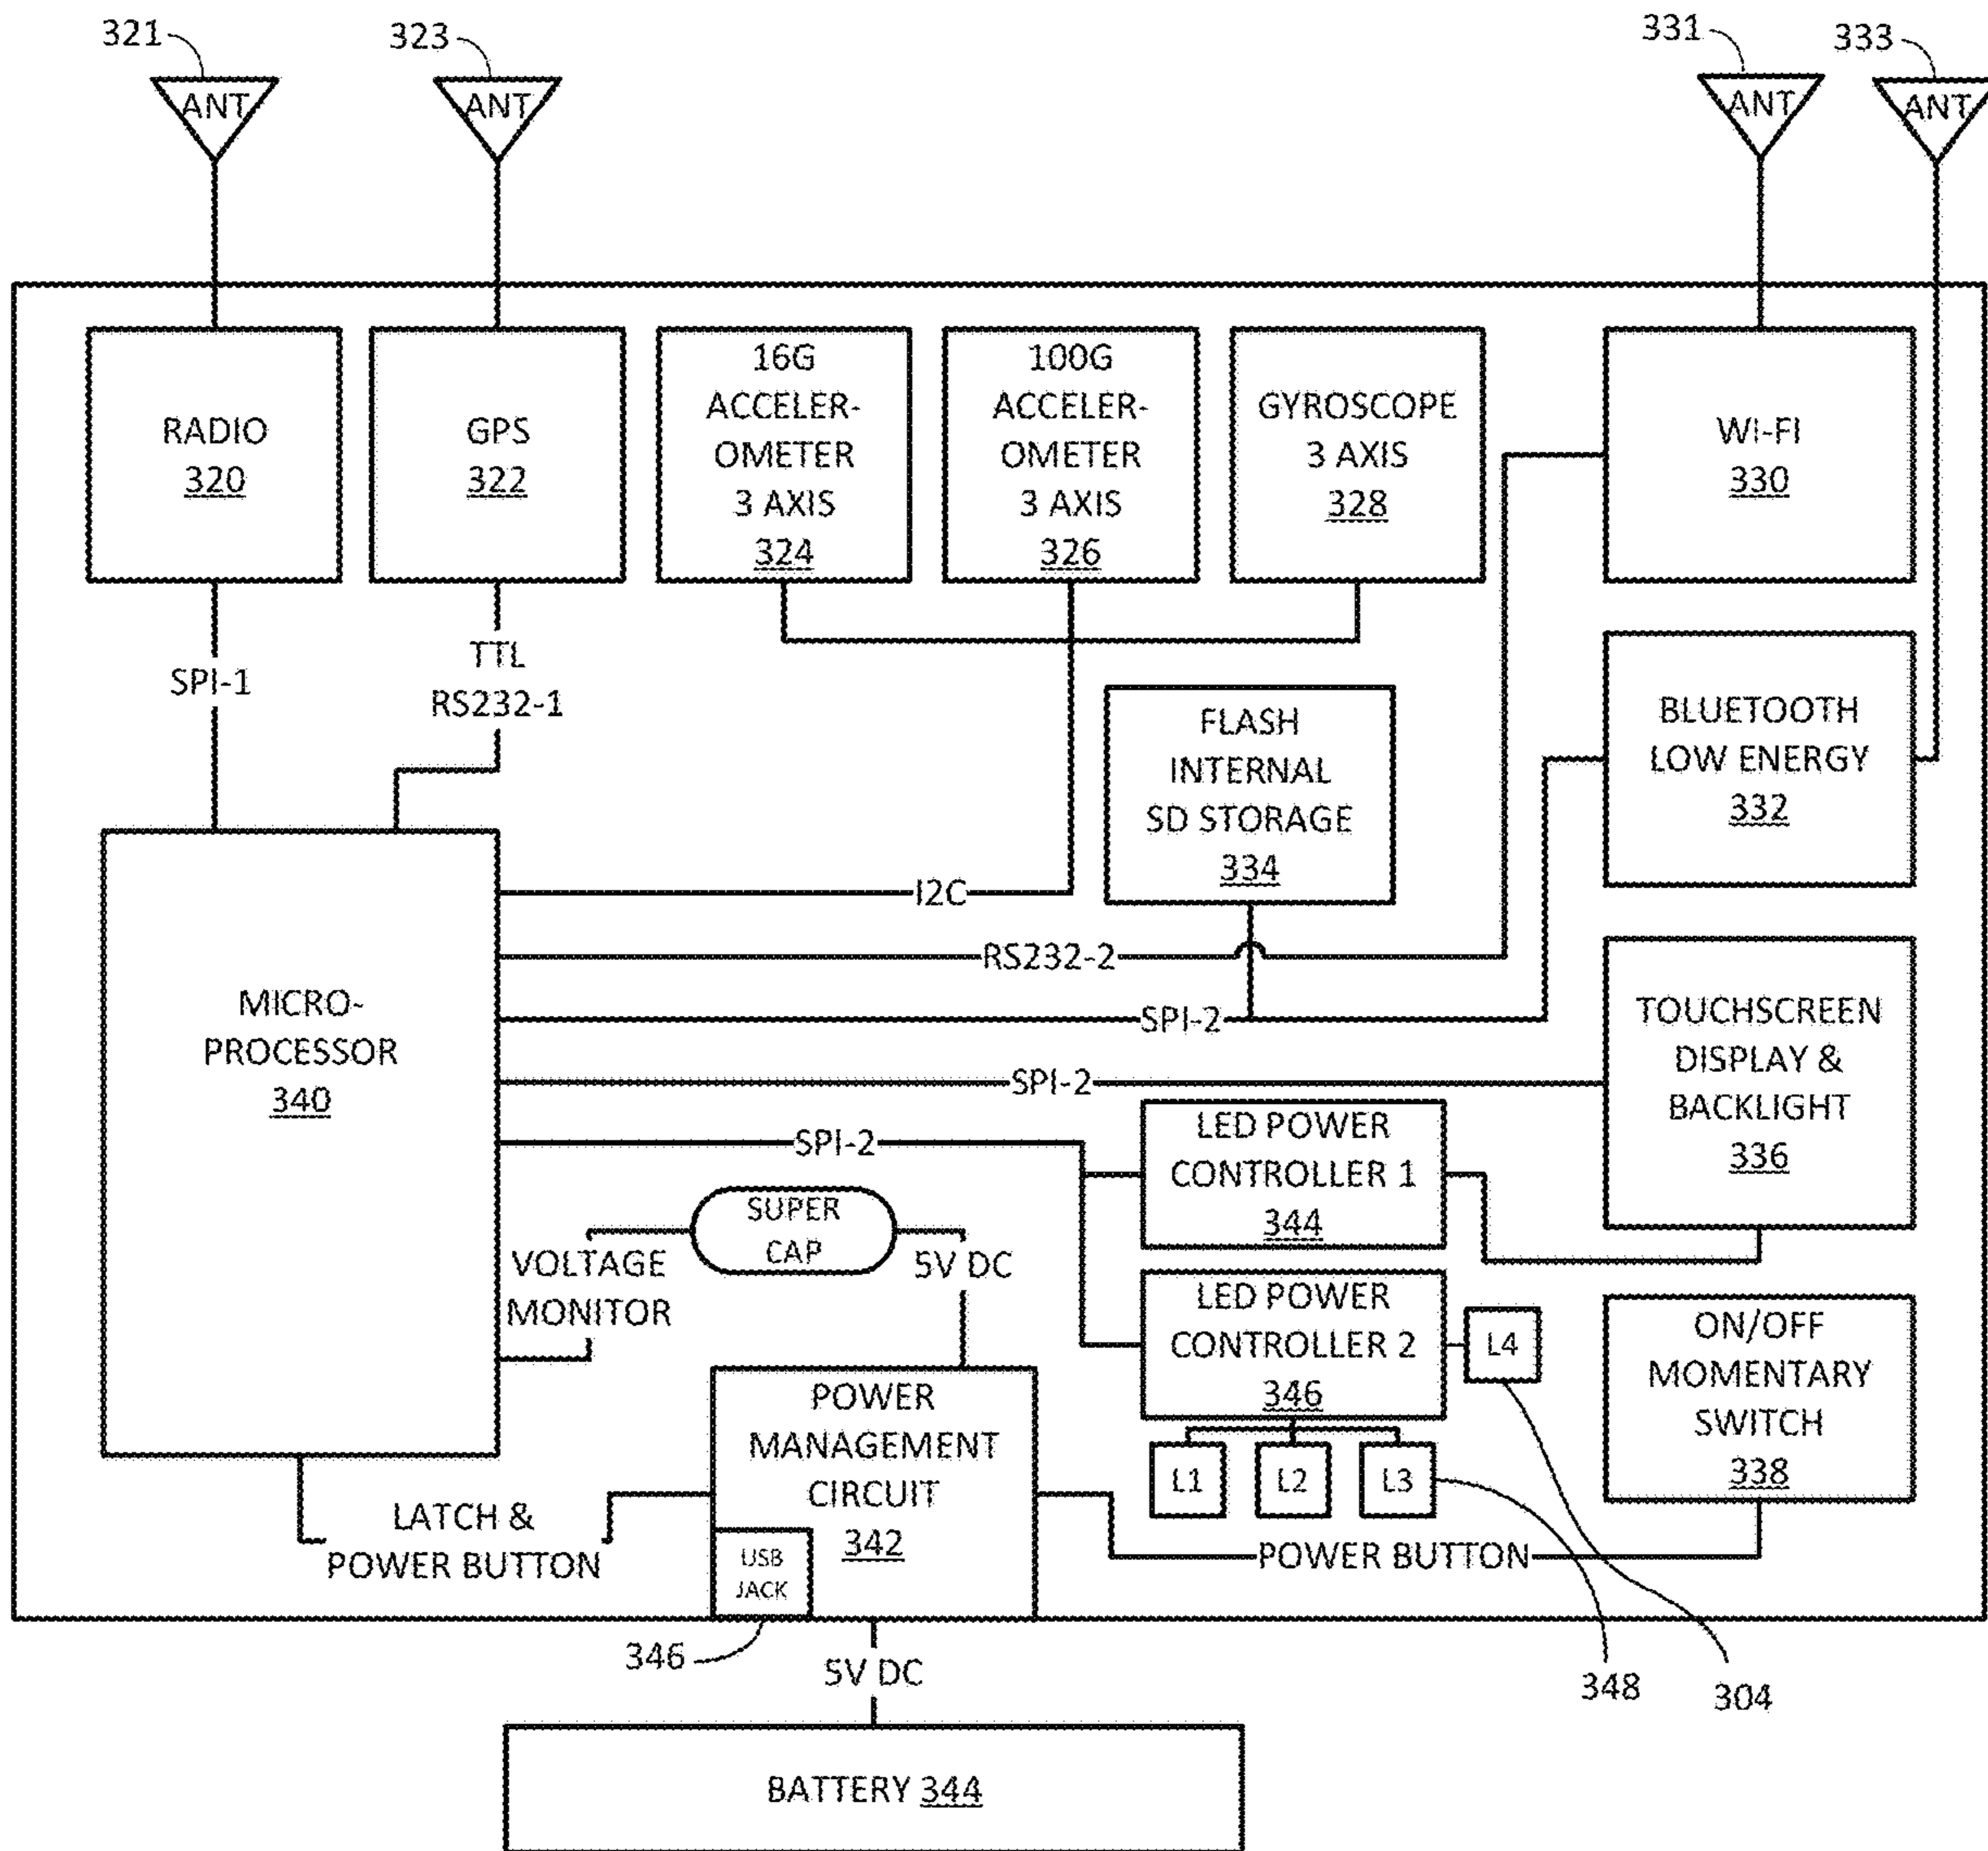 321
323
331
333
ANT
ANT
ANT
ANT
RADIO
320
GPS
322
16G
ACCELER-
OMETER
3 AXIS
324
100G
ACCELER-
OMETER
3 AXIS
326
GYROSCOPE
3 AXIS
328
WI-FI
330
SPI-1
TTL
RS232-1
FLASH
INTERNAL
SD STORAGE
334
BLUETOOTH
LOW ENERGY
332
MICRO-
PROCESSOR
340
I2C
RS232-2
SPI-2
SPI-2
SPI-2
TOUCHSCREEN
DISPLAY &
BACKLIGHT
336
LED POWER
CONTROLLER 1
344
SUPER
CAP
VOLTAGE
MONITOR
5V DC
LED POWER
CONTROLLER 2
346
L4
L1
L2
L3
ON/OFF
MOMENTARY
SWITCH
338
POWER
MANAGEMENT
CIRCUIT
342
LATCH &
POWER BUTTON
USB
JACK
POWER BUTTON
346
5V DC
348
304
BATTERY 344